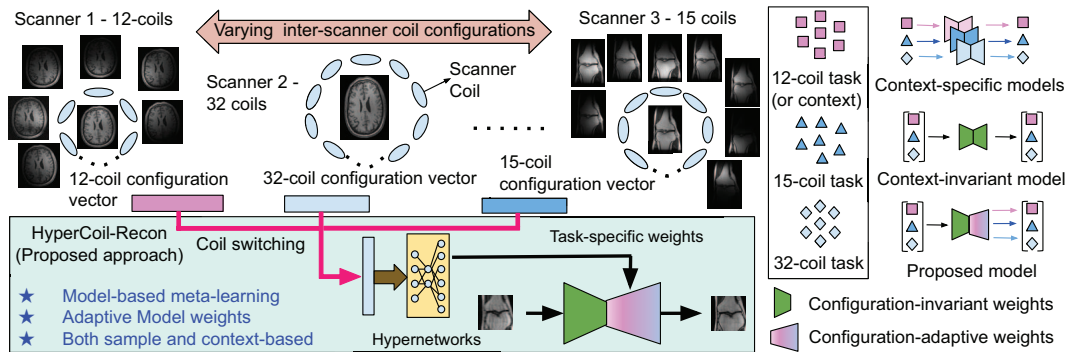 Scanner 1 - 12-coils
Varying inter-scanner coil configurations
Scanner 3 - 15 coils
Scanner 2 -
32 coils
Scanner
Coil
12-coil configuration
vector
32-coil configuration vector
15-coil
configuration vector
HyperCoil-Recon
(Proposed approach)
Coil switching
Task-specific weights
★ Model-based meta-learning
★ Adaptive Model weights
★ Both sample and context-based
Hypernetworks
12-coil task
(or context)
15-coil task
32-coil task
Context-specific models
Context-invariant model
Proposed model
Configuration-invariant weights
Configuration-adaptive weights